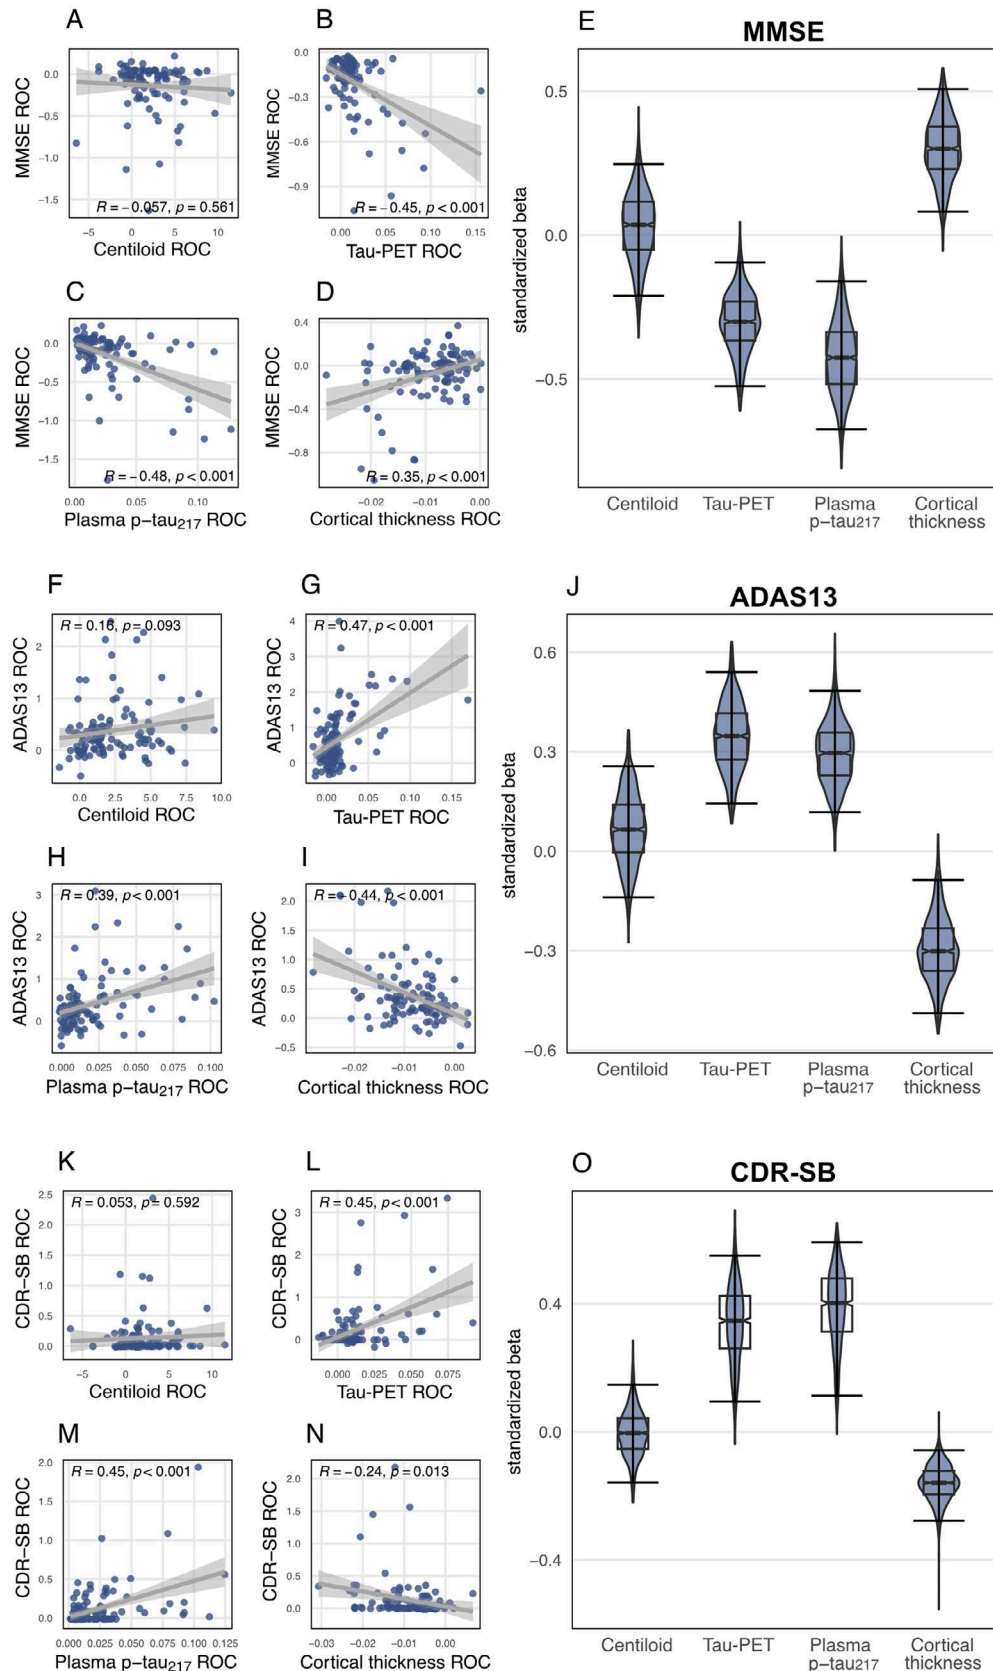 A
MMSE ROC
0.0
−0.5
−1.0
−1.5
R = −0.057, p = 0.561
−5 0 5 10
Centiloid ROC
B
MMSE ROC
0.0
−0.3
−0.6
−0.9
R = −0.45, p < 0.001
0.00 0.05 0.10 0.15
Tau-PET ROC
C
MMSE ROC
0.0
−0.5
−1.0
−1.5
R = −0.48, p < 0.001
0.00 0.05 0.10
Plasma p−tau217 ROC
D
MMSE ROC
0.4
0.0
−0.4
−0.8
R = 0.35, p < 0.001
−0.02 −0.01 0.00
Cortical thickness ROC
E
MMSE
standardized beta
0.5
0.0
−0.5
Centiloid Tau-PET Plasma Cortical
p−tau217 thickness
F
ADAS13 ROC
R = 0.16, p = 0.093
2
1
0
0.0 2.5 5.0 7.5 10.0
Centiloid ROC
G
ADAS13 ROC
R = 0.47, p < 0.001
4
3
2
1
0
0.00 0.05 0.10 0.15
Tau-PET ROC
H
ADAS13 ROC
R = 0.39, p < 0.001
3
2
1
0
0.000 0.025 0.050 0.075 0.100
Plasma p−tau217 ROC
I
ADAS13 ROC
R = −0.44, p < 0.001
2.0
1.5
1.0
0.5
0.0
−0.5
−0.02 −0.01 0.00
Cortical thickness ROC
J
ADAS13
standardized beta
0.6
0.3
0.0
−0.3
−0.6
Centiloid Tau-PET Plasma Cortical
p−tau217 thickness
K
CDR−SB ROC
R = 0.053, p = 0.592
2.5
2.0
1.5
1.0
0.5
0.0
−5 0 5 10
Centiloid ROC
L
CDR−SB ROC
R = 0.45, p < 0.001
3
2
1
0
0.000 0.025 0.050 0.075
Tau-PET ROC
M
CDR−SB ROC
R = 0.45, p < 0.001
2.0
1.5
1.0
0.5
0.0
0.000 0.025 0.050 0.075 0.100 0.125
Plasma p−tau217 ROC
N
CDR−SB ROC
R = −0.24, p = 0.013
2.0
1.5
1.0
0.5
0.0
−0.03 −0.02 −0.01 0.00
Cortical thickness ROC
O
CDR-SB
standardized beta
0.4
0.0
−0.4
Centiloid Tau-PET Plasma Cortical
p−tau217 thickness